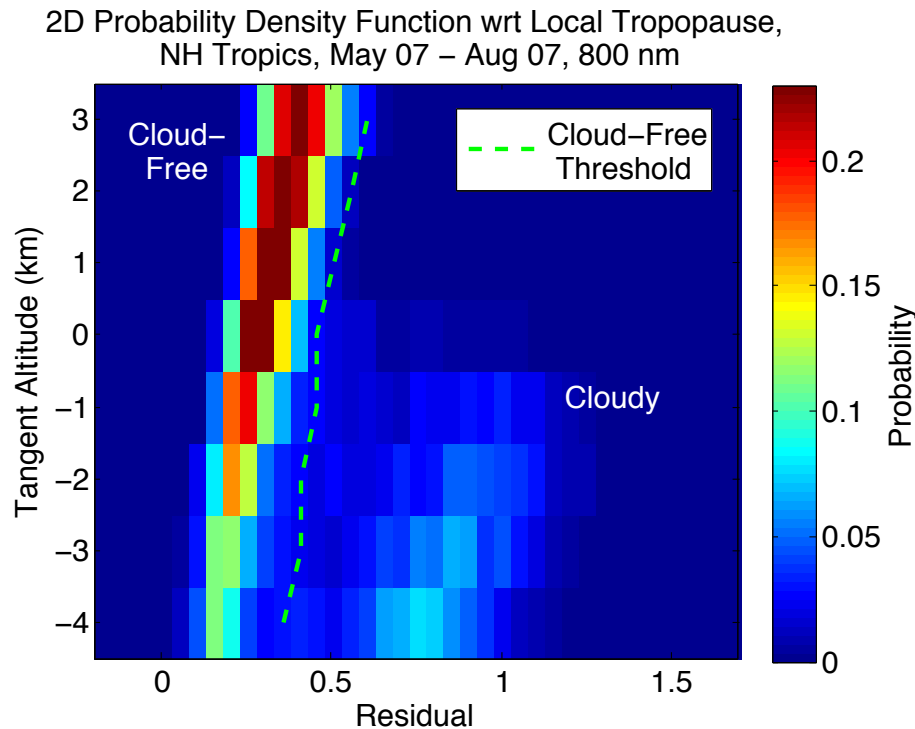 2D Probability Density Function wrt Local Tropopause,
NH Tropics, May 07 − Aug 07, 800 nm
Cloud−
Free
Cloud−Free
Threshold
Cloudy
Tangent Altitude (km)
3
2
1
0
−1
−2
−3
−4
0
0.5
1
1.5
Residual
0.2
0.15
0.1
0.05
0
Probability